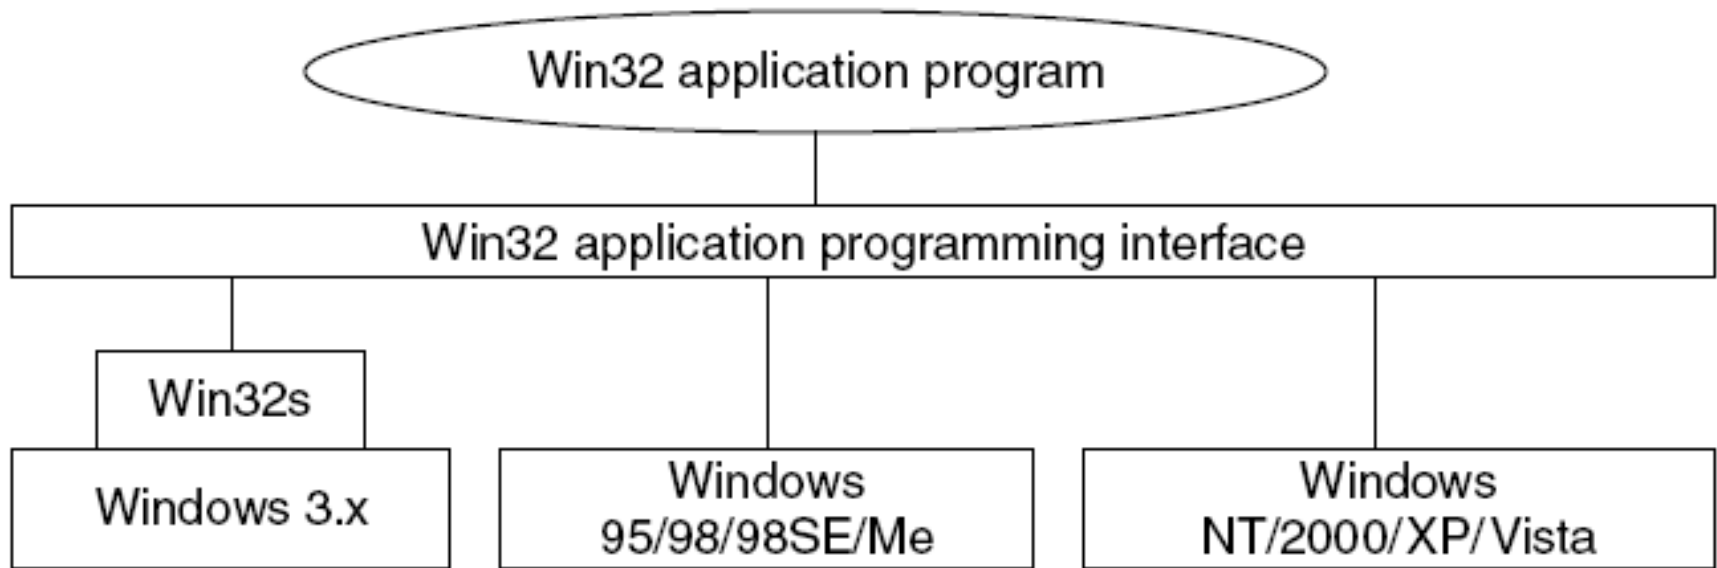 Win32 application program
Win32 application programming interface
Win32s
Windows 3.x
Windows
95/98/98SE/Me
Windows
NT/2000/XP/Vista